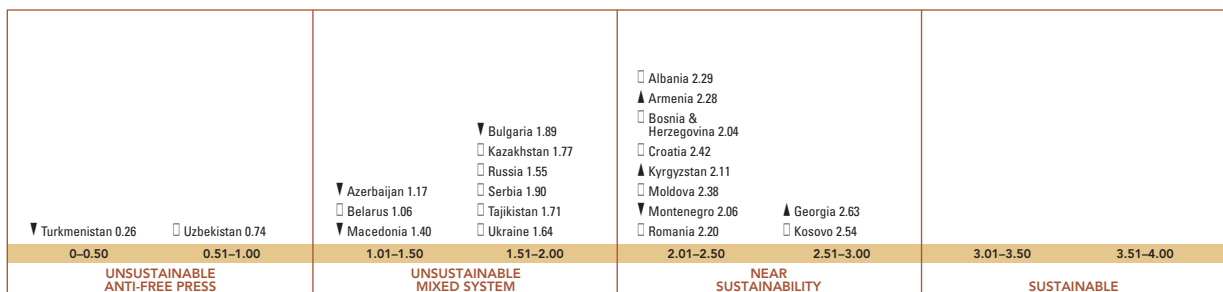 ▼ Turkmenistan 0.26
▯ Uzbekistan 0.74
▼ Azerbaijan 1.17
▯ Belarus 1.06
▼ Macedonia 1.40
▼ Bulgaria 1.89
▯ Kazakhstan 1.77
▯ Russia 1.55
▯ Serbia 1.90
▯ Tajikistan 1.71
▯ Ukraine 1.64
▯ Albania 2.29
▲ Armenia 2.28
▯ Bosnia &
Herzegovina 2.04
▯ Croatia 2.42
▲ Kyrgyzstan 2.11
▯ Moldova 2.38
▼ Montenegro 2.06
▯ Romania 2.20
▲ Georgia 2.63
▯ Kosovo 2.54
0–0.50 0.51–1.00 1.01–1.50 1.51–2.00 2.01–2.50 2.51–3.00 3.01–3.50 3.51–4.00
UNSUSTAINABLE
ANTI-FREE PRESS
UNSUSTAINABLE
MIXED SYSTEM
NEAR
SUSTAINABILITY
SUSTAINABLE